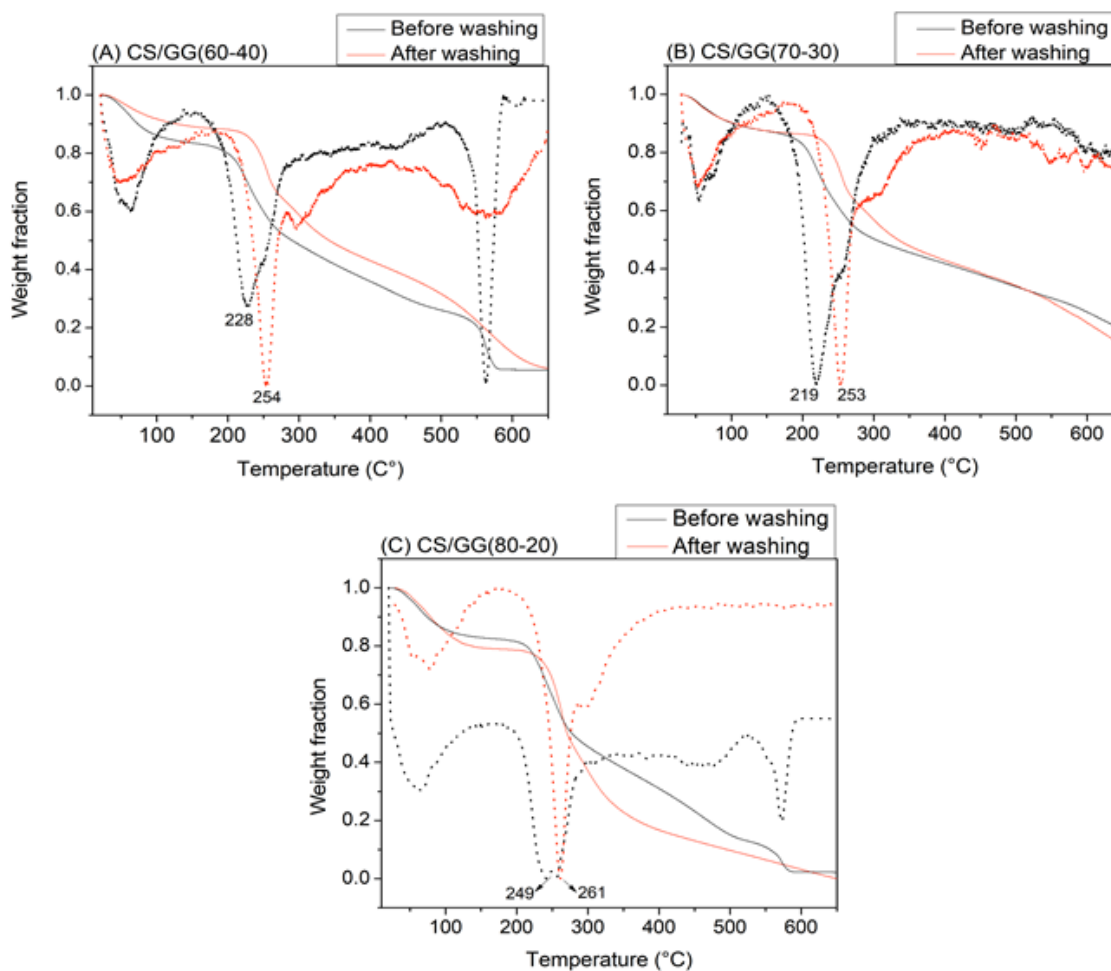 Before washing
After washing
(A) CS/GG(60-40)
1.0
0.8
0.6
0.4
0.2
0.0
Weight fraction
228
254
100 200 300 400 500 600
Temperature (C°)
Before washing
After washing
(B) CS/GG(70-30)
1.0
0.8
0.6
0.4
0.2
0.0
Weight fraction
219 253
100 200 300 400 500 600
Temperature (°C)
Before washing
After washing
(C) CS/GG(80-20)
1.0
0.8
0.6
0.4
0.2
0.0
Weight fraction
249 261
100 200 300 400 500 600
Temperature (°C)